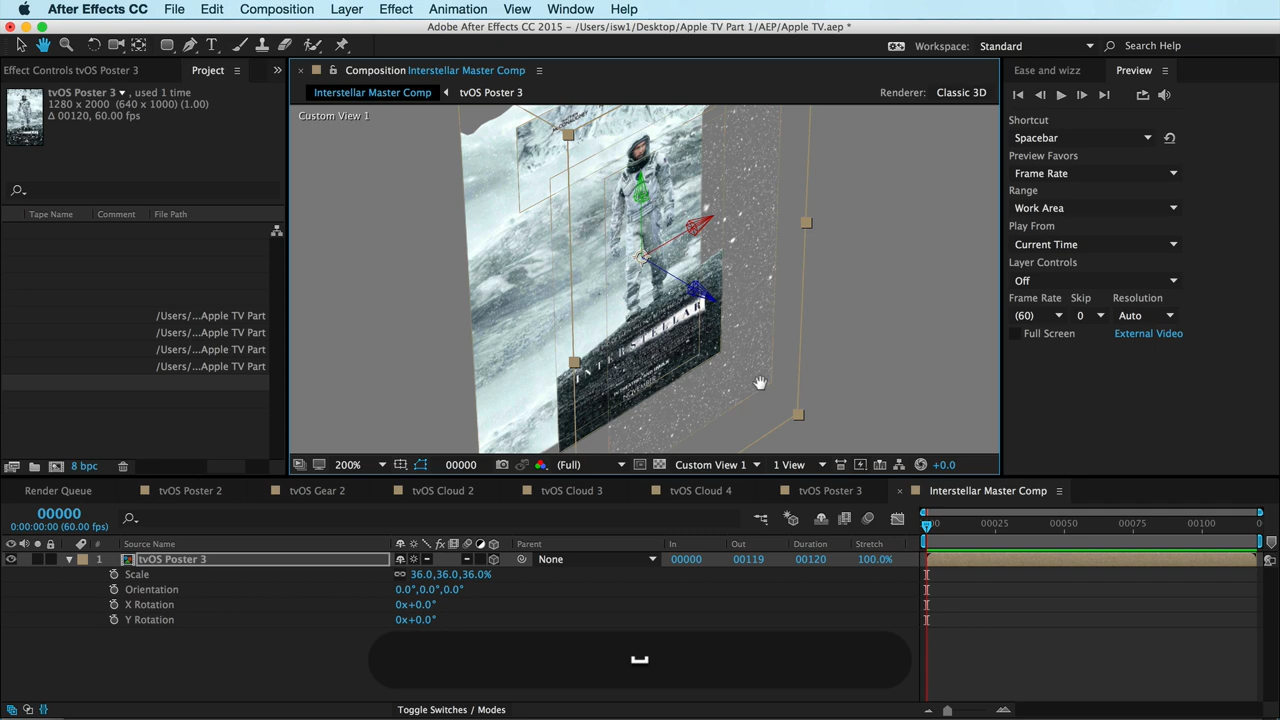 After Effects CC File Edit Composition Layer Effect Animation View Window Help
Adobe After Effects CC 2015 - /Users/isw1/Desktop/Apple TV Part 1/AEP/Apple TV.aep *
Workspace: Standard Search Help
Effect Controls tvOS Poster 3 Project
Composition Interstellar Master Comp
Ease and wizz Preview
tvOS Poster 3 , used 1 time
1280 x 2000 (640 x 1000) (1.00)
Δ 00120, 60.00 fps
Interstellar Master Comp tvOS Poster 3
Renderer: Classic 3D
Custom View 1
Shortcut
Spacebar
Preview Favors
Frame Rate
Range
Work Area
Play From
Current Time
Layer Controls
Off
Frame Rate Skip Resolution
(60) 0 Auto
Full Screen External Video
Tape Name Comment File Path
/Users/...Apple TV Part
/Users/...Apple TV Part
/Users/...Apple TV Part
/Users/...Apple TV Part
INTERSTELLAR
8 bpc
200% 00000 (Full) Custom View 1 1 View +0.0
Render Queue tvOS Poster 2 tvOS Gear 2 tvOS Cloud 2 tvOS Cloud 3 tvOS Cloud 4 tvOS Poster 3 Interstellar Master Comp
00000
0:00:00:00 (60.00 fps)
00025 00050 00075 00100
Source Name Parent In Out Duration Stretch
1 tvOS Poster 3 None 00000 00119 00120 100.0%
Scale 36.0,36.0,36.0%
Orientation 0.0°,0.0°,0.0°
X Rotation 0x+0.0°
Y Rotation 0x+0.0°
Toggle Switches / Modes